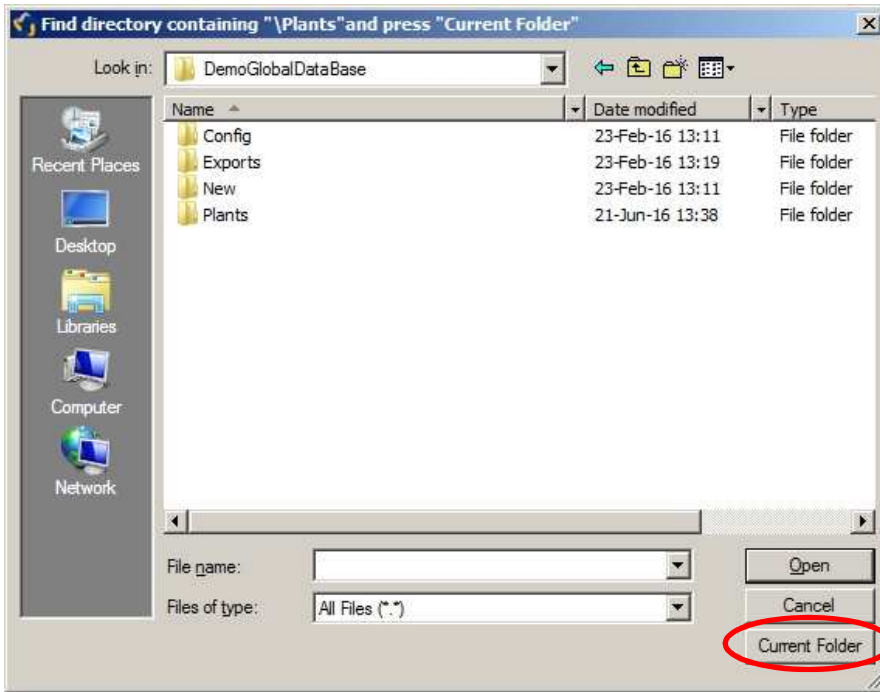 Find directory containing "\Plants"and press "Current Folder"
Look in: DemoGlobalDataBase
Name Date modified Type
Config 23-Feb-16 13:11 File folder
Exports 23-Feb-16 13:19 File folder
New 23-Feb-16 13:11 File folder
Plants 21-Jun-16 13:38 File folder
Recent Places
Desktop
Libraries
Computer
Network
File name: Open
Files of type: All Files (*.*) Cancel
Current Folder